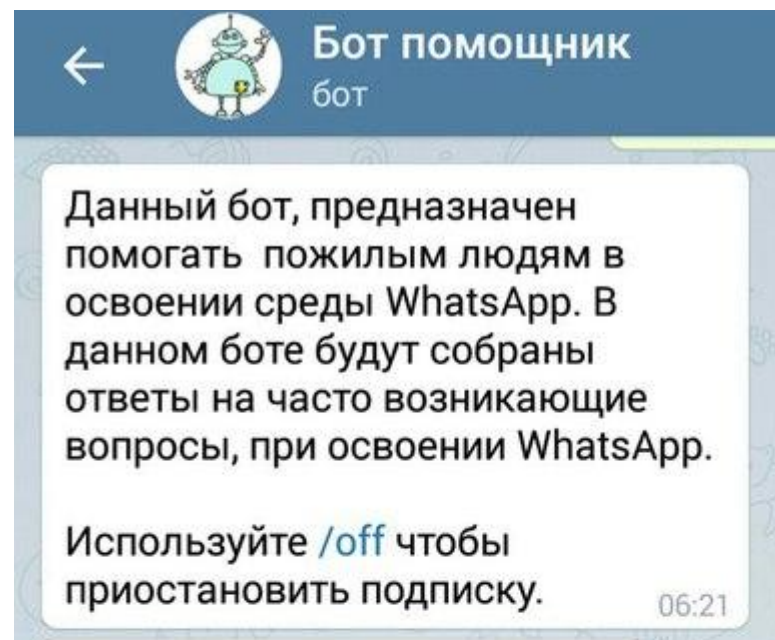 Бот помощник
бот
Данный бот, предназначен
помогать  пожилым людям в
освоении среды WhatsApp. В
данном боте будут собраны
ответы на часто возникающие
вопросы, при освоении WhatsApp.
Используйте /off чтобы
приостановить подписку.
06:21